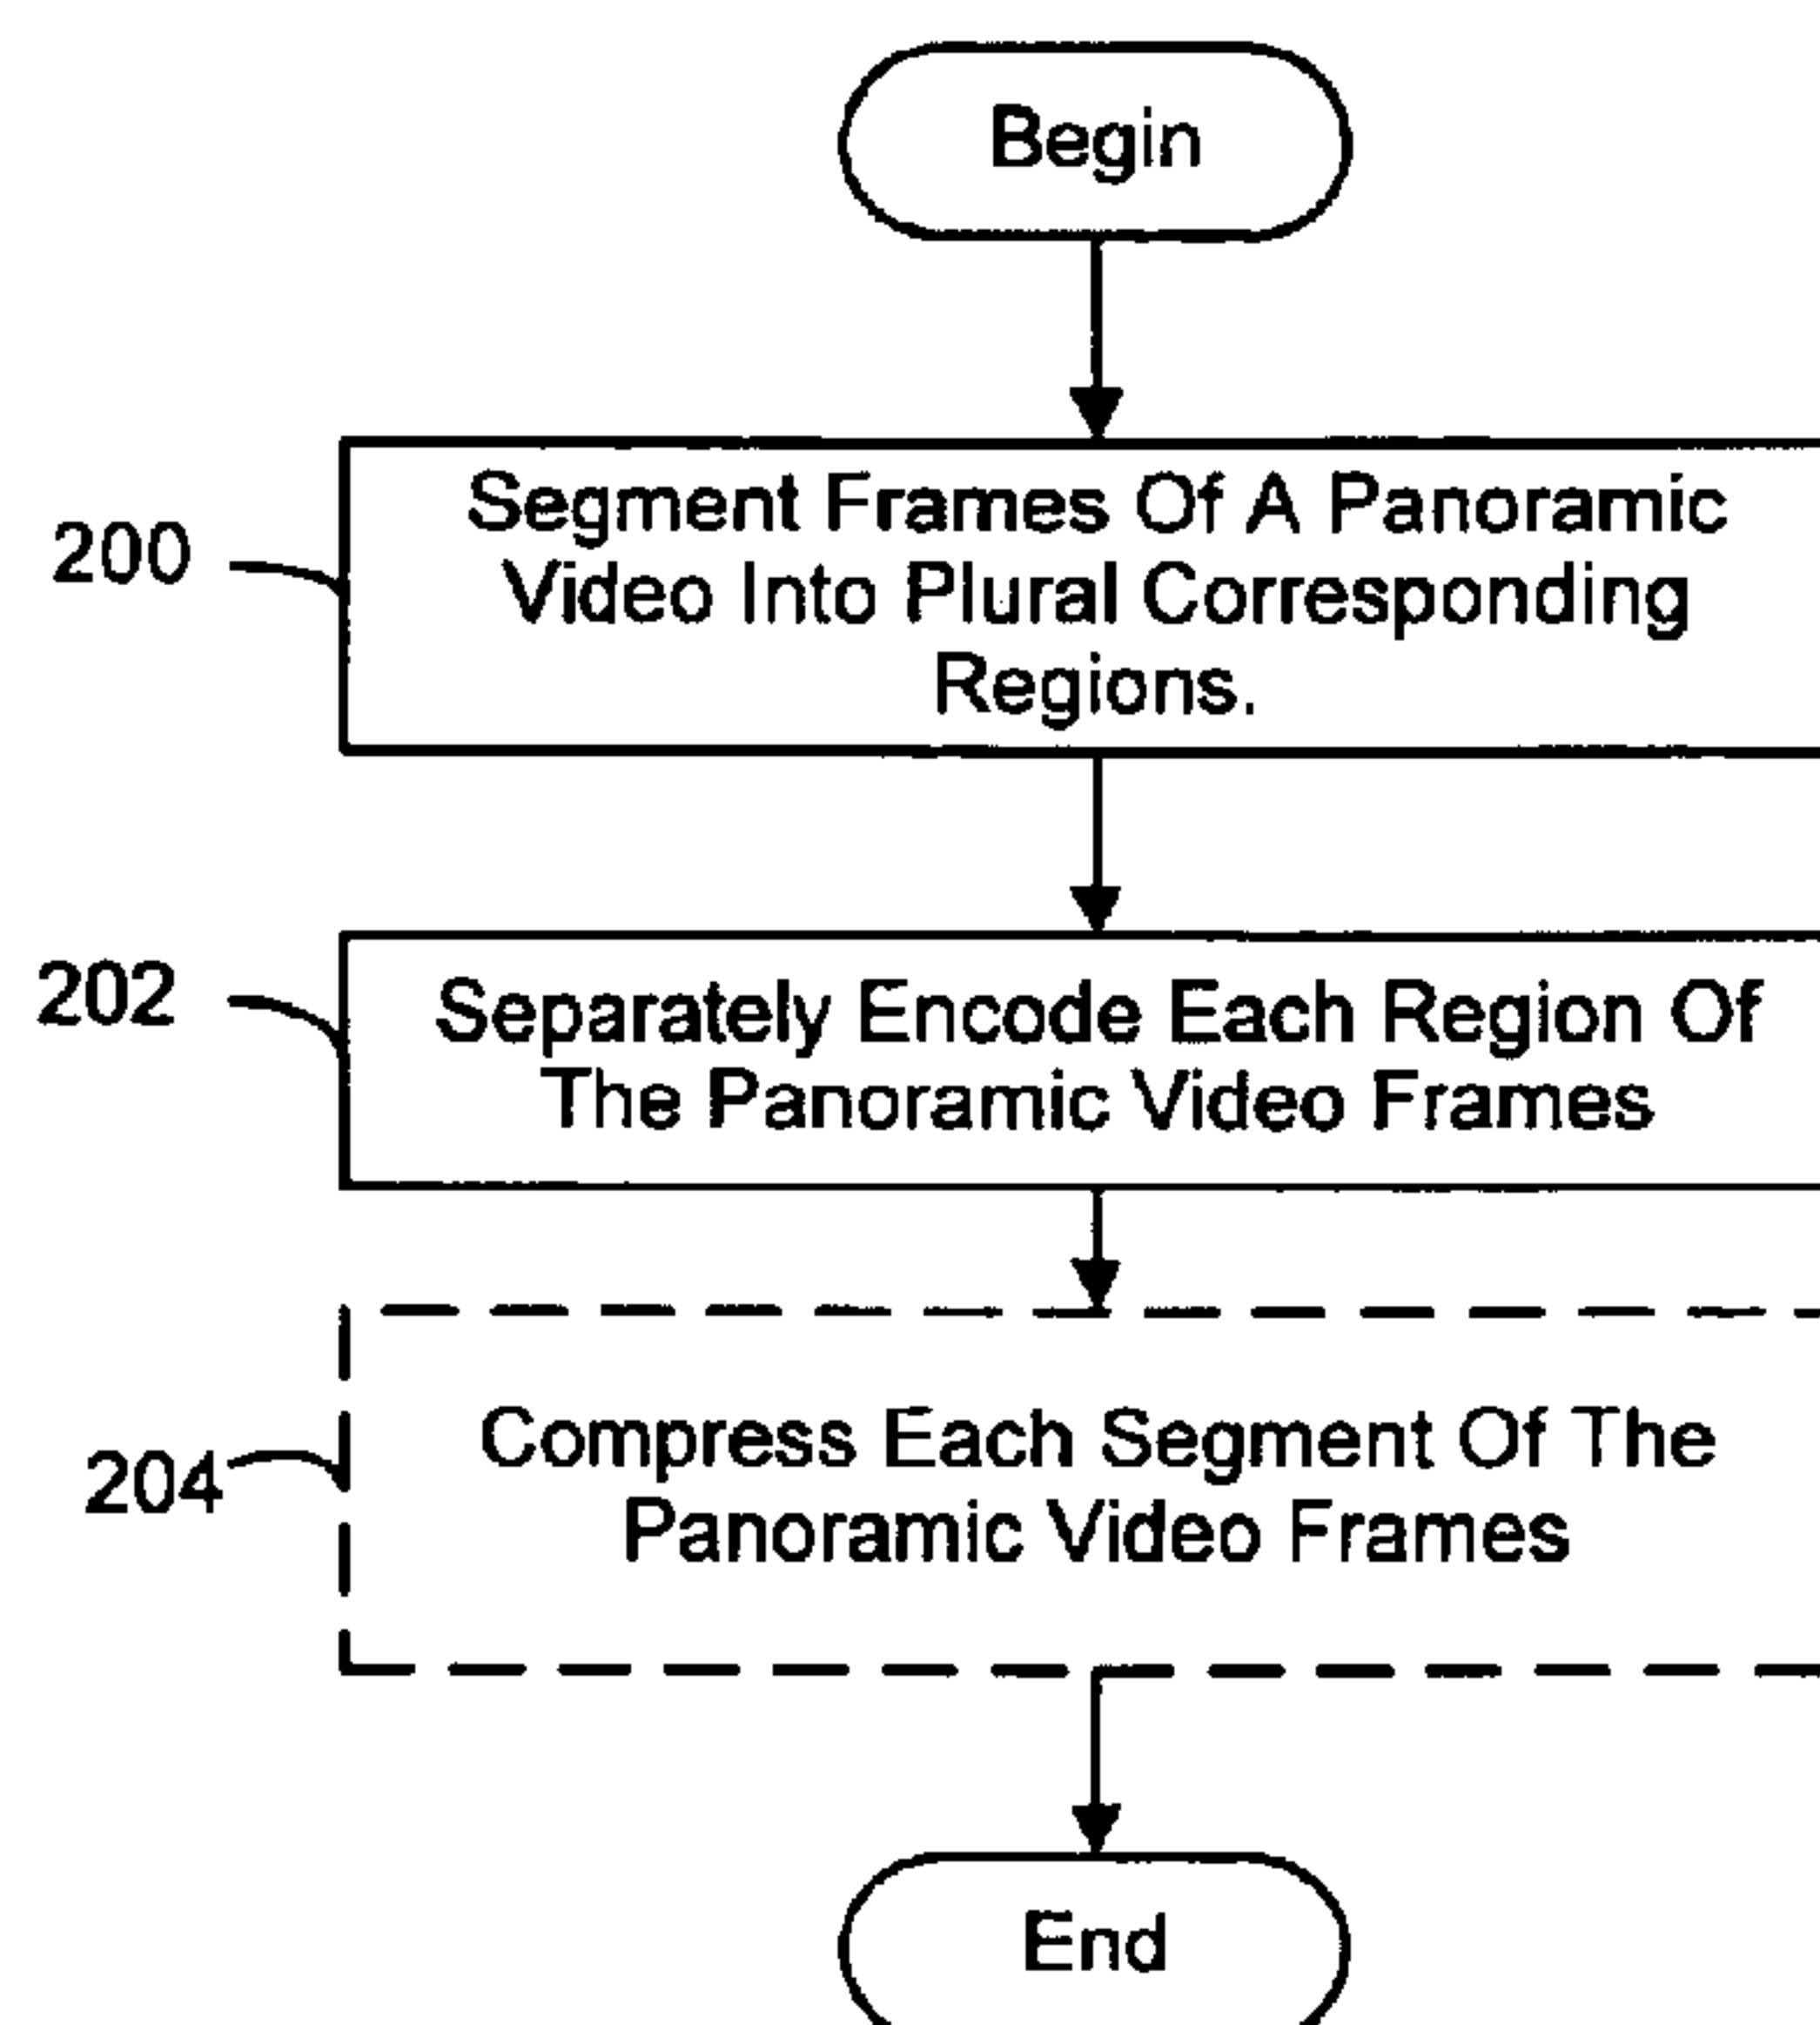 Begin
200
Segment Frames Of A Panoramic
Video Into Plural Corresponding
Regions.
202
Separately Encode Each Region Of
The Panoramic Video Frames
204
Compress Each Segment Of The
Panoramic Video Frames
End